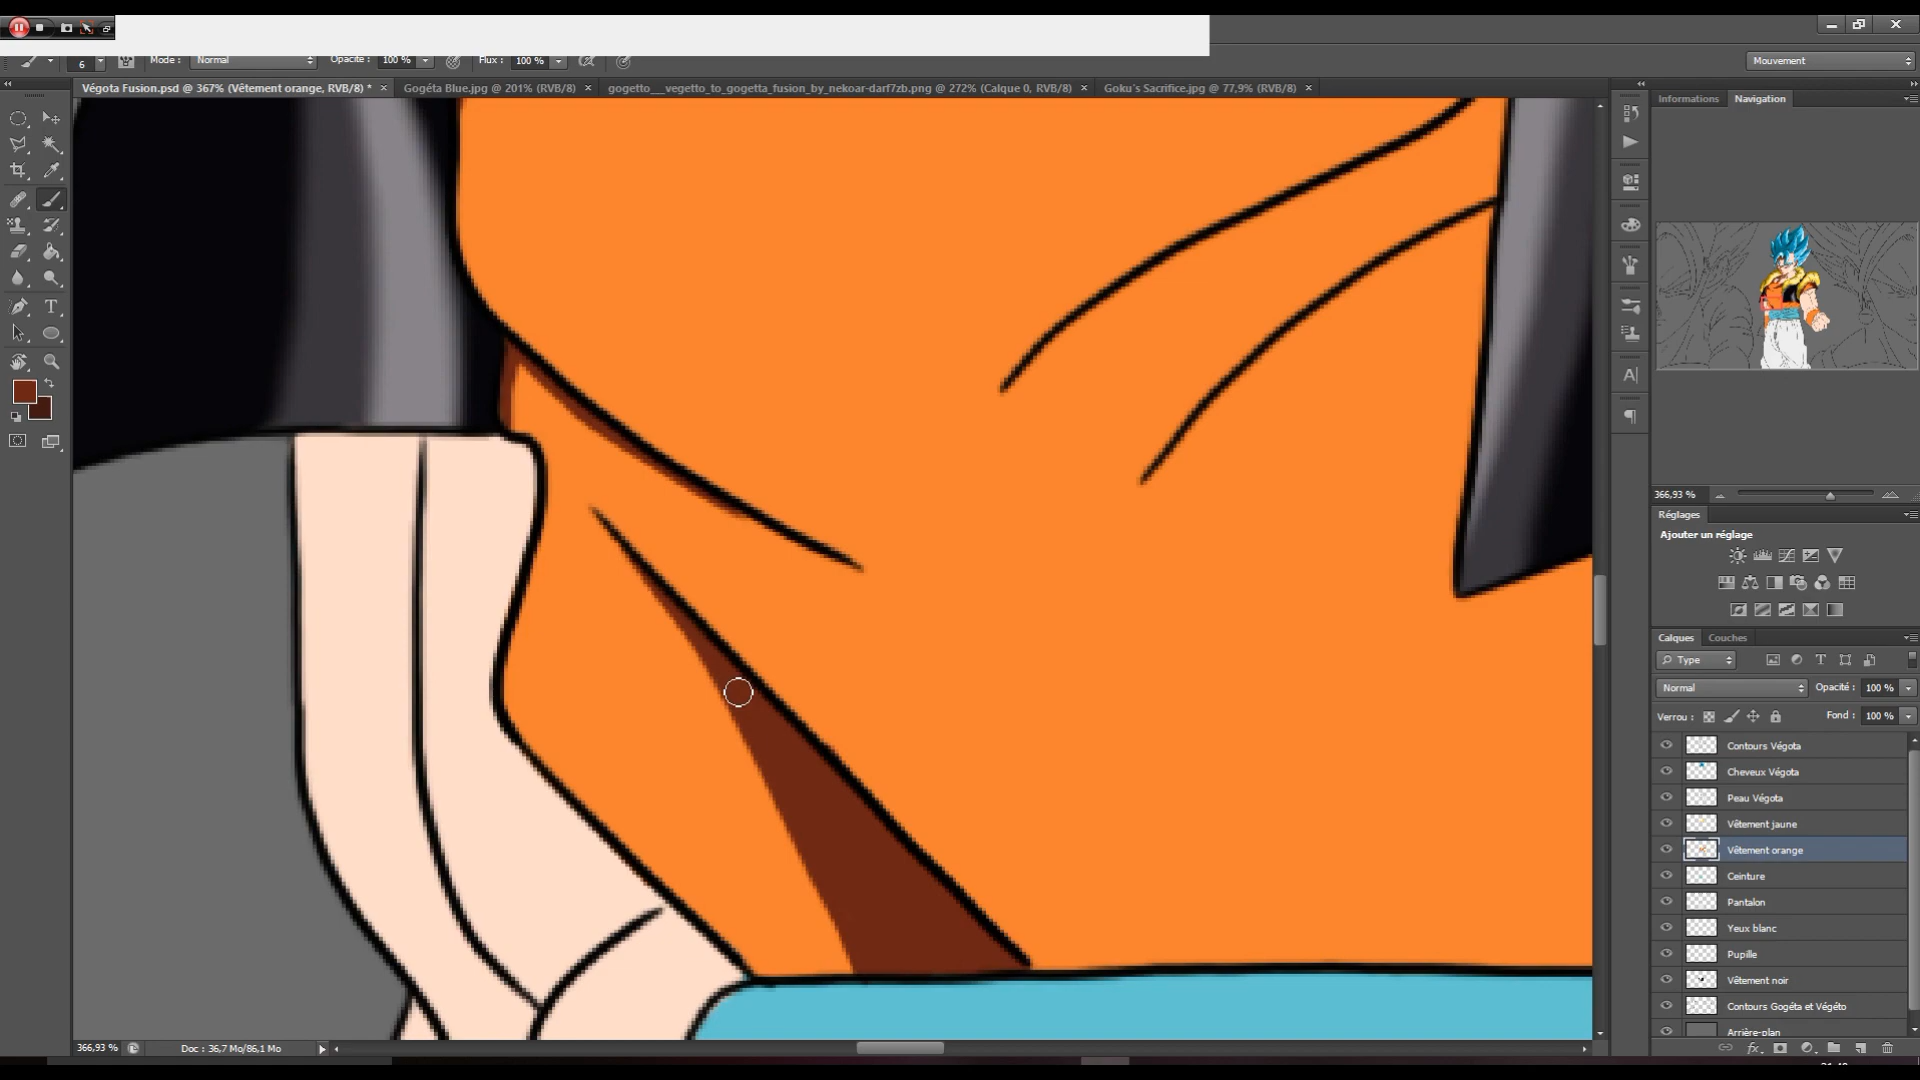 6 Mode : Normal Opacité : 100 % Flux : 100 % Mouvement
Végota Fusion.psd @ 367% (Vêtement orange, RVB/8) * × Gogéta Blue.jpg @ 201% (RVB/8) × gogetto___vegetto_to_gogetta_fusion_by_nekoar-darf7zb.png @ 272% (Calque 0, RVB/8) × Goku's Sacrifice.jpg @ 77,9% (RVB/8) ×
Informations Navigation
366,93 %
Réglages
Ajouter un réglage
Calques Couches
Type
Normal Opacité : 100 %
Verrou : Fond : 100 %
Contours Végota
Cheveux Végota
Peau Végota
Vêtement jaune
Vêtement orange
Ceinture
Pantalon
Yeux blanc
Pupille
Vêtement noir
Contours Gogéta et Végéto
Arrière-plan
366,93 % Doc : 36,7 Mo/86,1 Mo